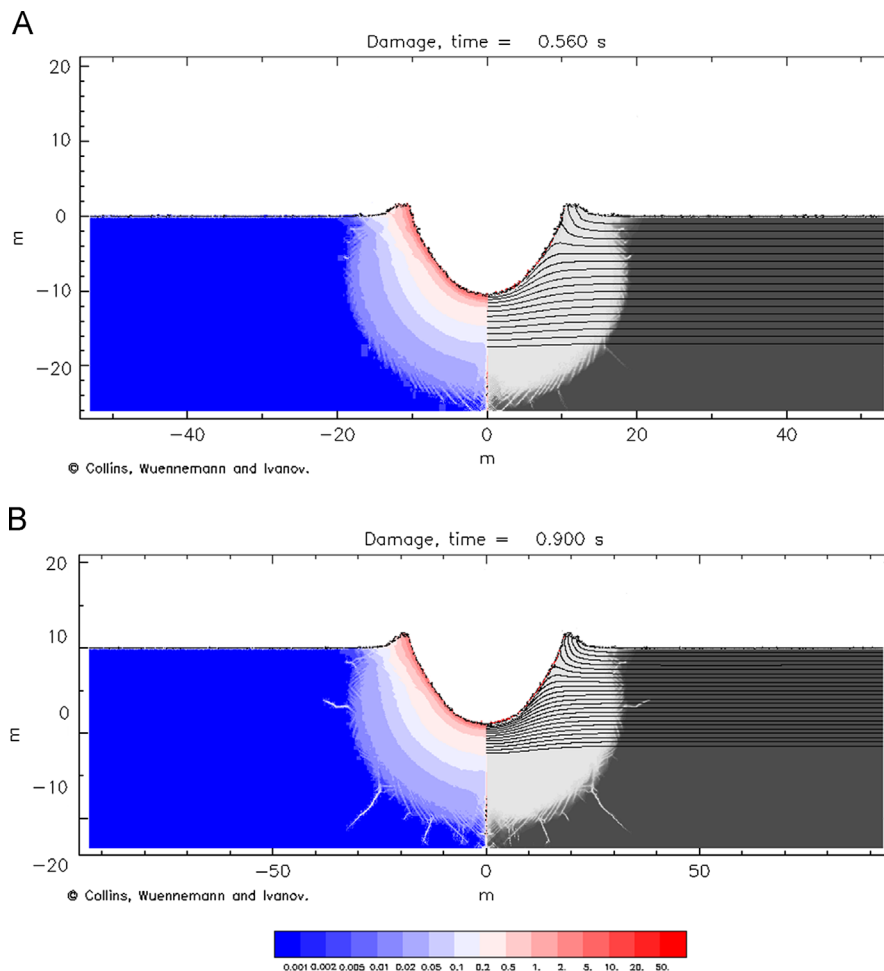 A
Damage, time = 0.560 s
20
10
0
−10
−20
m
−40 −20 0 20 40
m
© Collins, Wuennemann and Ivanov.
B
Damage, time = 0.900 s
20
10
0
−10
−20
m
−50 0 50
m
© Collins, Wuennemann and Ivanov.
0.001 0.002 0.005 0.01 0.02 0.05 0.1 0.2 0.5 1. 2. 5. 10. 20. 50.